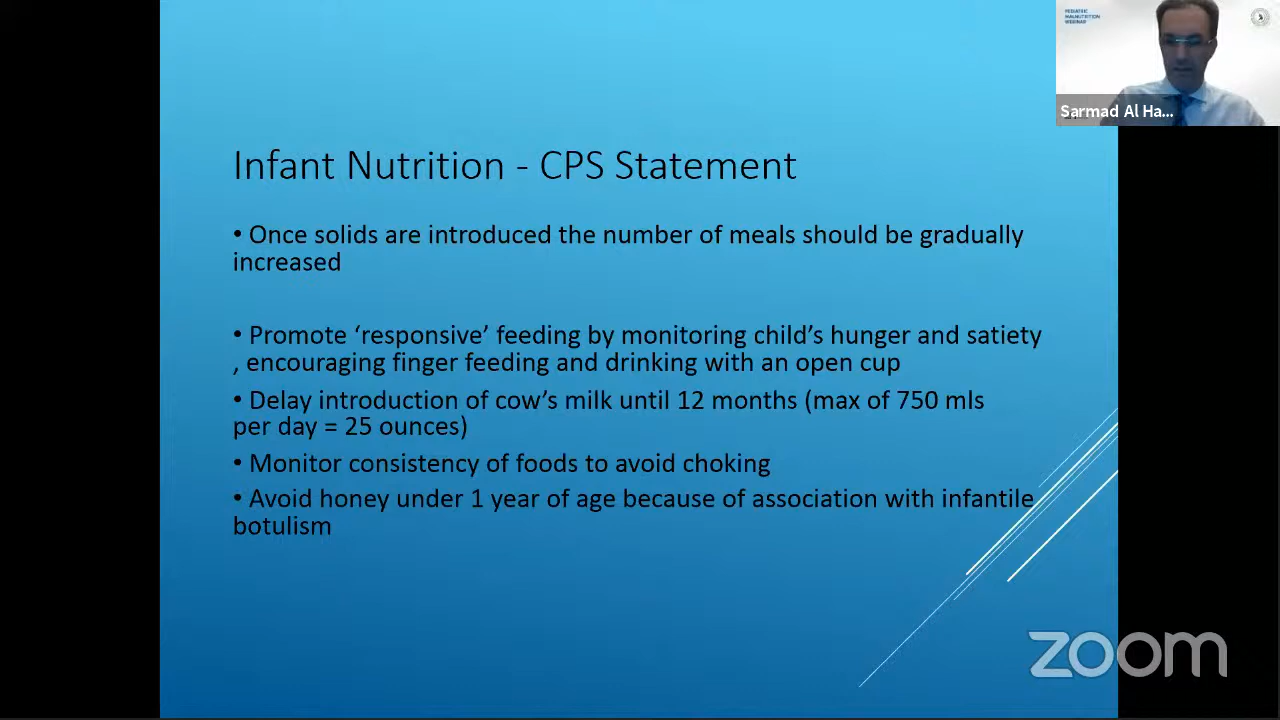 PEDIATRIC
MALNUTRITION
WEBINAR
Sarmad Al Ha...
Infant Nutrition - CPS Statement
• Once solids are introduced the number of meals should be gradually
increased
• Promote ‘responsive’ feeding by monitoring child’s hunger and satiety
, encouraging finger feeding and drinking with an open cup
• Delay introduction of cow’s milk until 12 months (max of 750 mls
per day = 25 ounces)
• Monitor consistency of foods to avoid choking
• Avoid honey under 1 year of age because of association with infantile
botulism
zoom